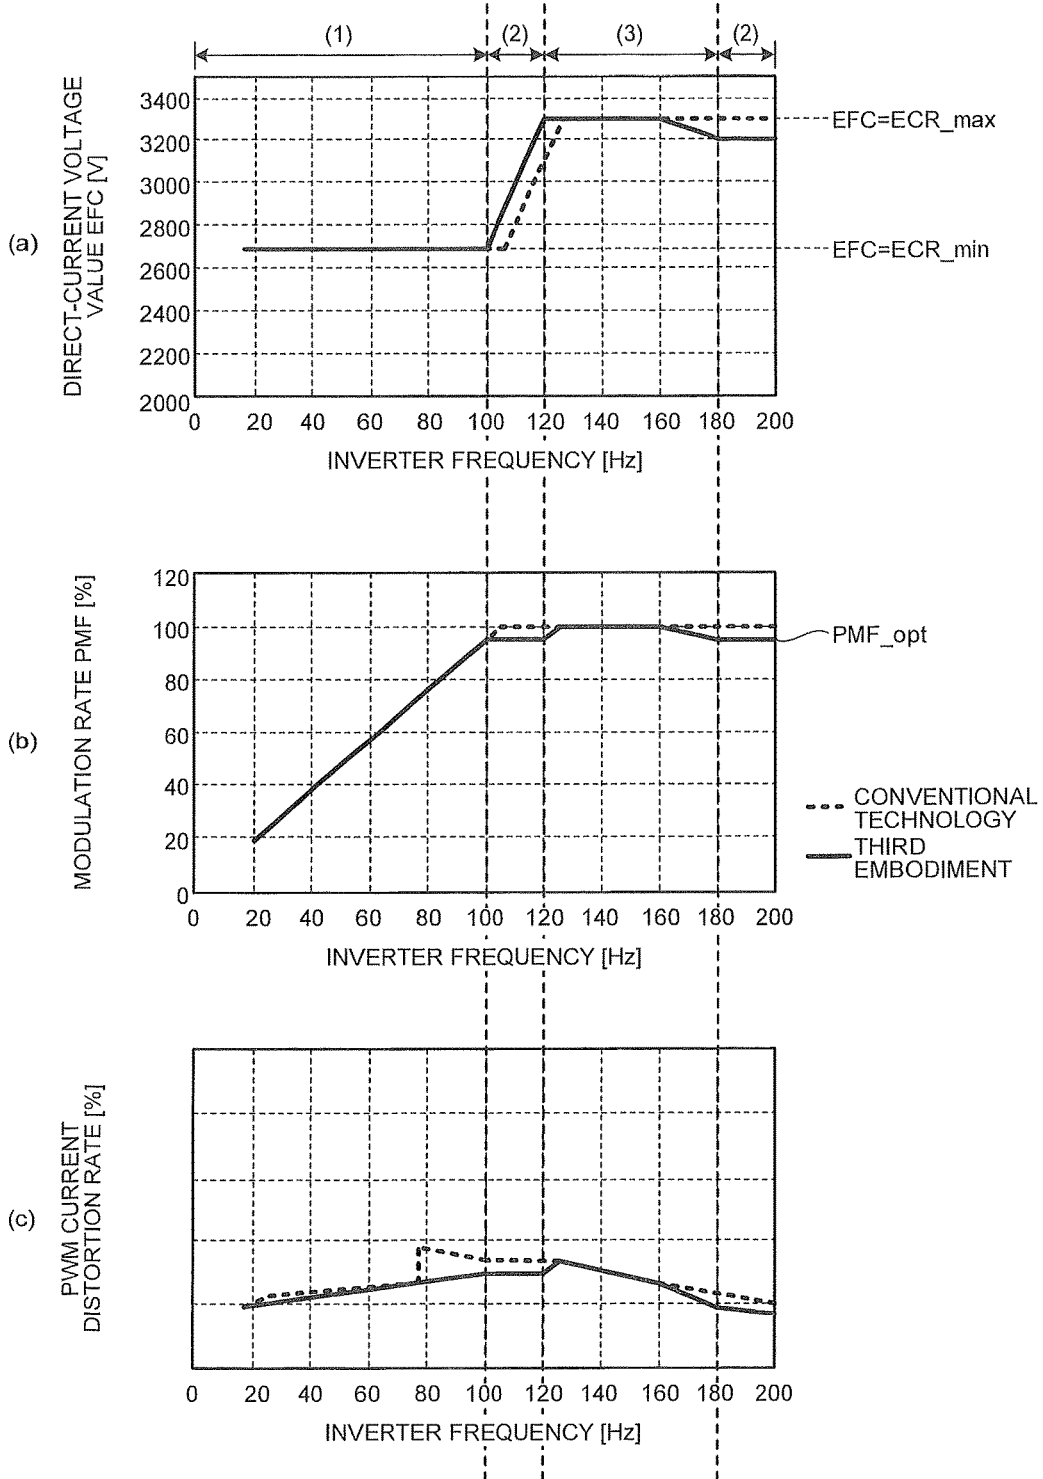 (1) (2) (3) (2)
(a)
DIRECT-CURRENT VOLTAGE
VALUE EFC [V]
3400
3200
3000
2800
2600
2400
2200
2000
EFC=ECR_max
EFC=ECR_min
0 20 40 60 80 100 120 140 160 180 200
INVERTER FREQUENCY [Hz]
(b)
MODULATION RATE PMF [%]
120
100
80
60
40
20
0
PMF_opt
CONVENTIONAL
TECHNOLOGY
THIRD
EMBODIMENT
0 20 40 60 80 100 120 140 160 180 200
INVERTER FREQUENCY [Hz]
(c)
PWM CURRENT
DISTORTION RATE [%]
0 20 40 60 80 100 120 140 160 180 200
INVERTER FREQUENCY [Hz]